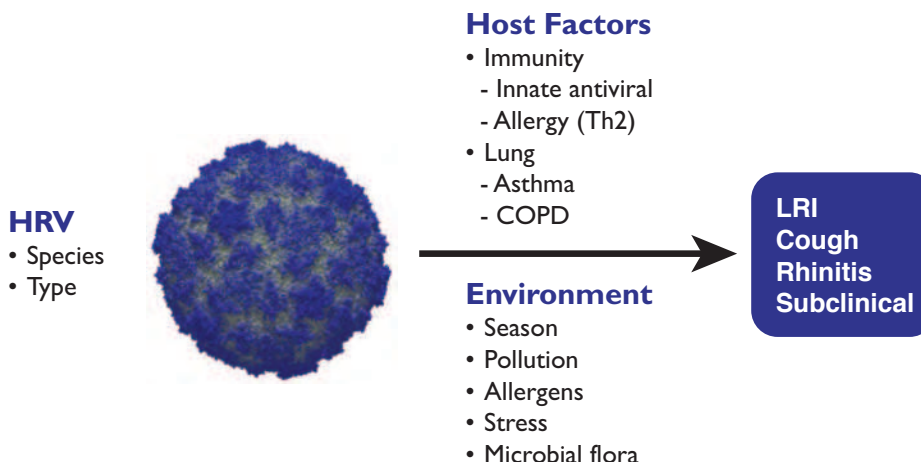 HRV
• Species
• Type
Host Factors
• Immunity
- Innate antiviral
- Allergy (Th2)
• Lung
- Asthma
- COPD
Environment
• Season
• Pollution
• Allergens
• Stress
• Microbial flora
LRI
Cough
Rhinitis
Subclinical